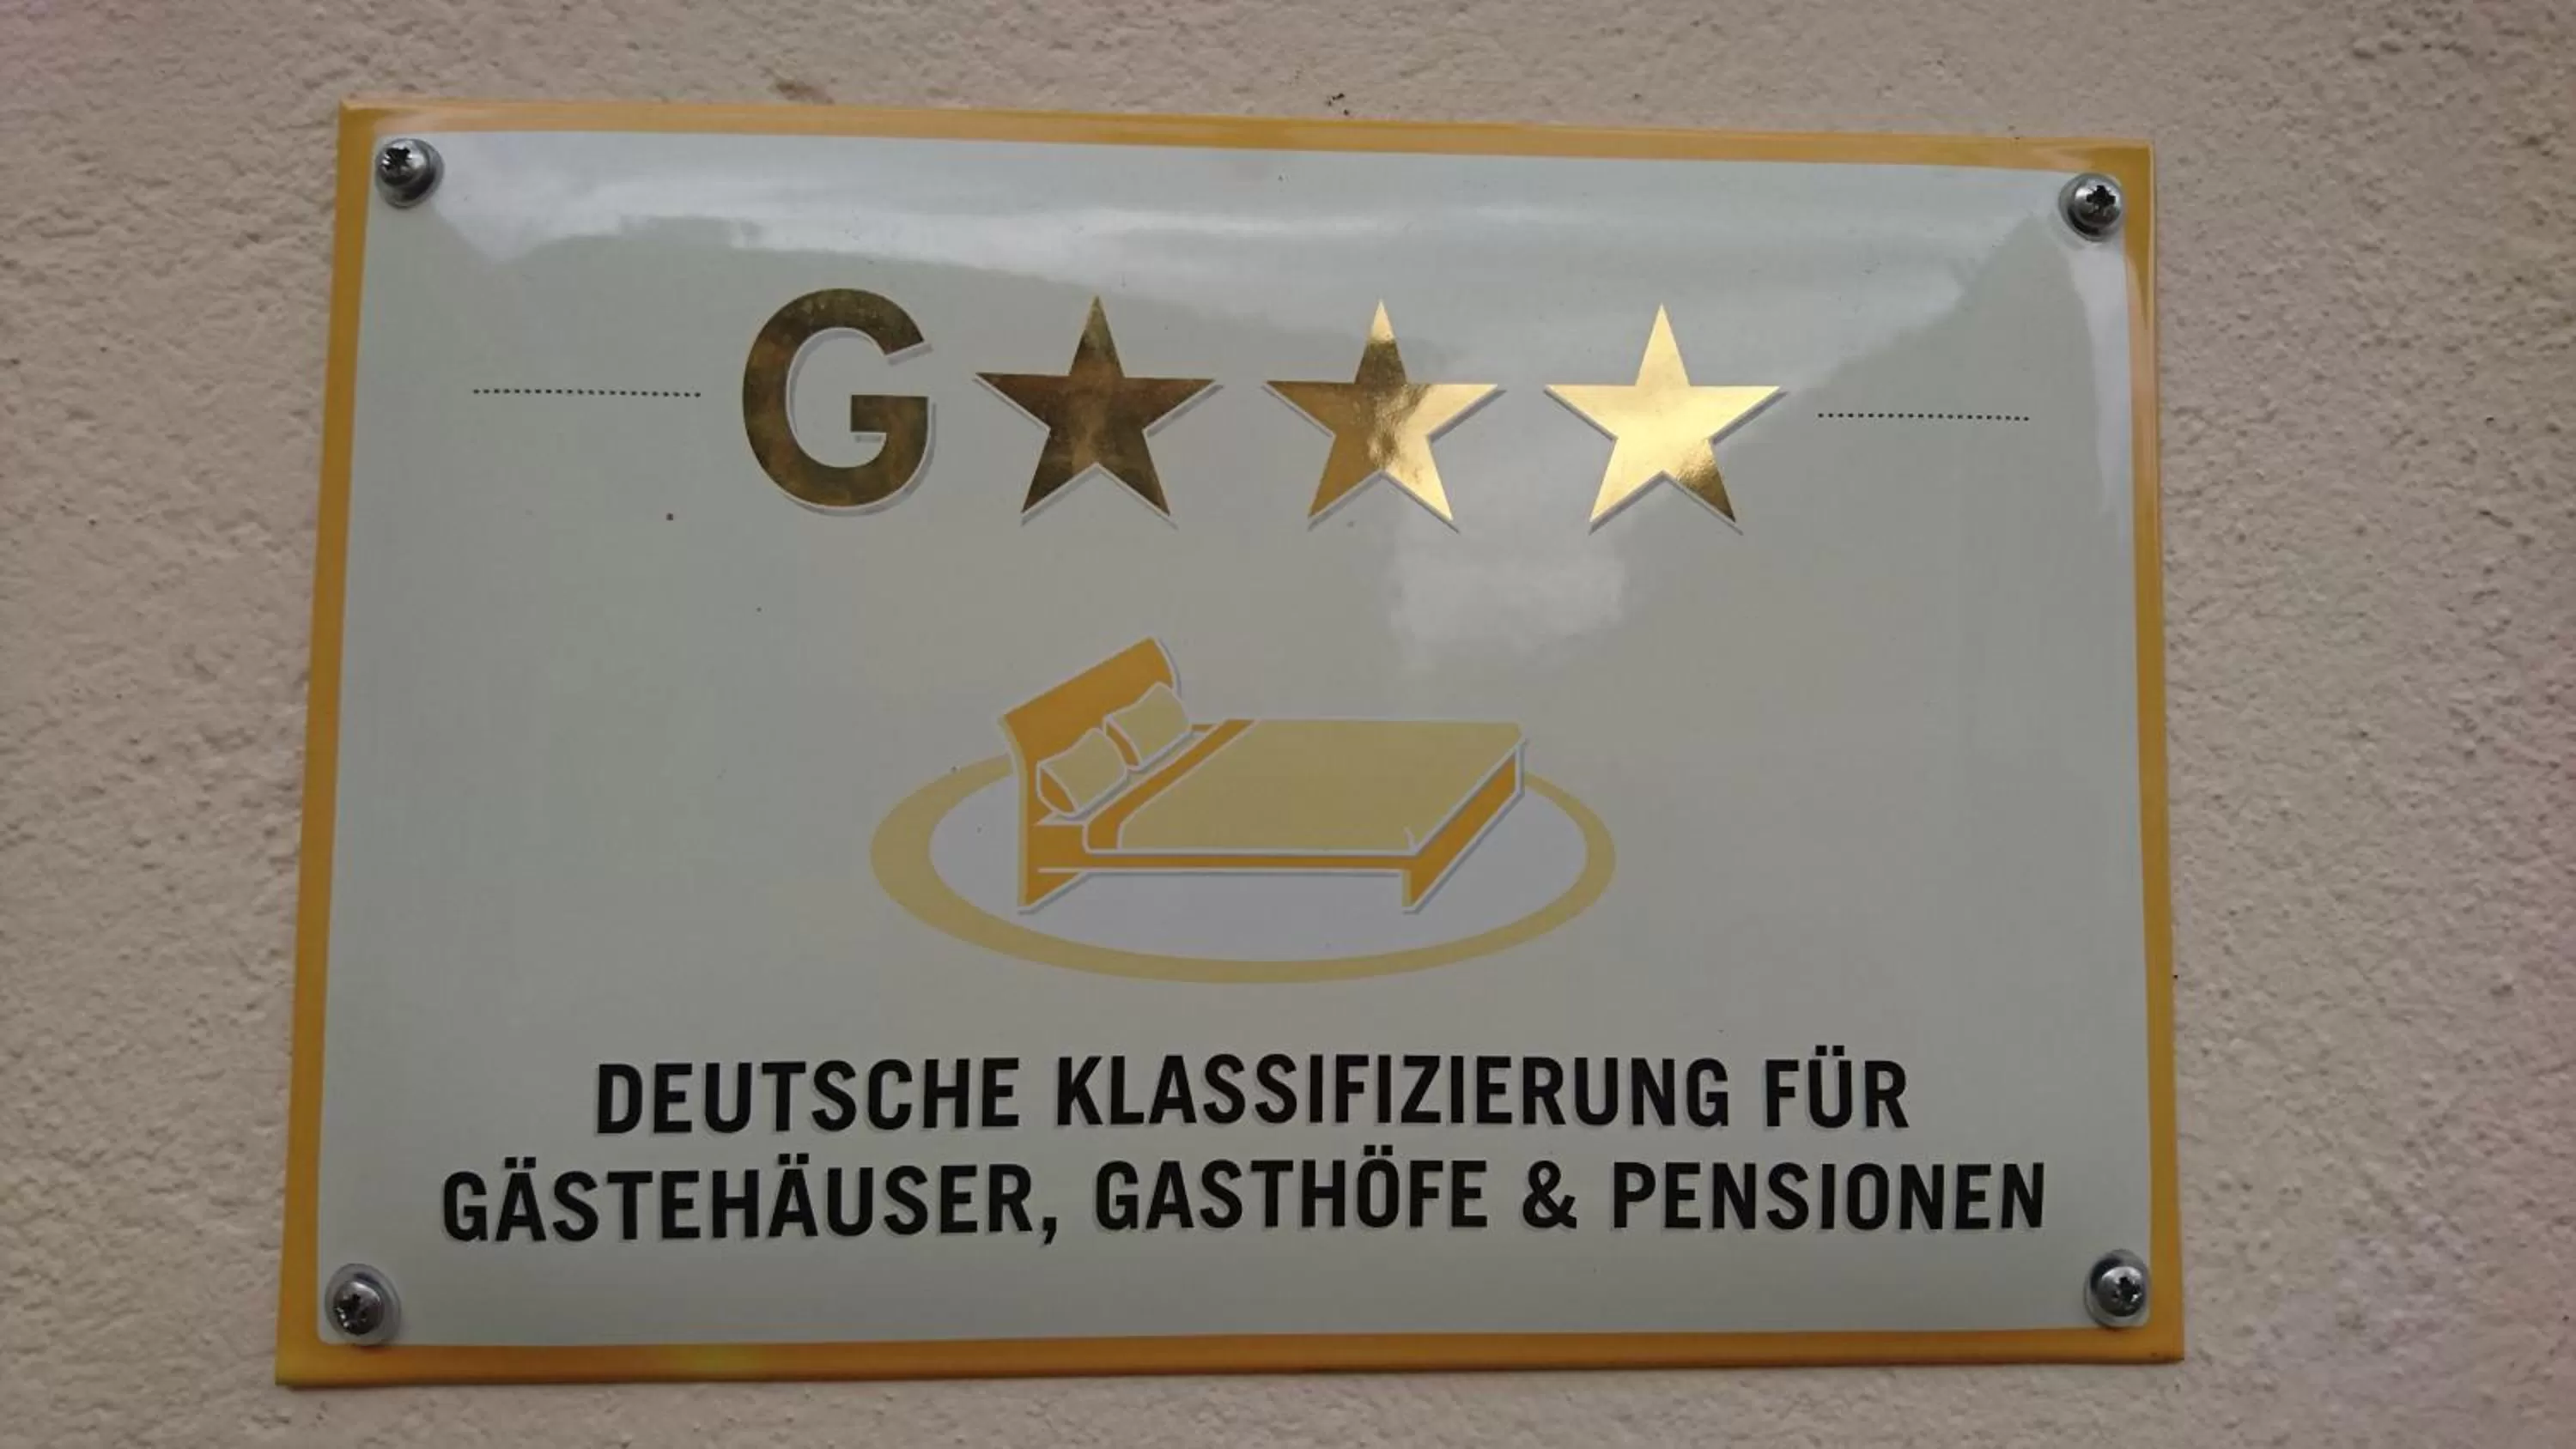 G★★★
DEUTSCHE KLASSIFIZIERUNG FÜR
GÄSTEHÄUSER, GASTHÖFE & PENSIONEN